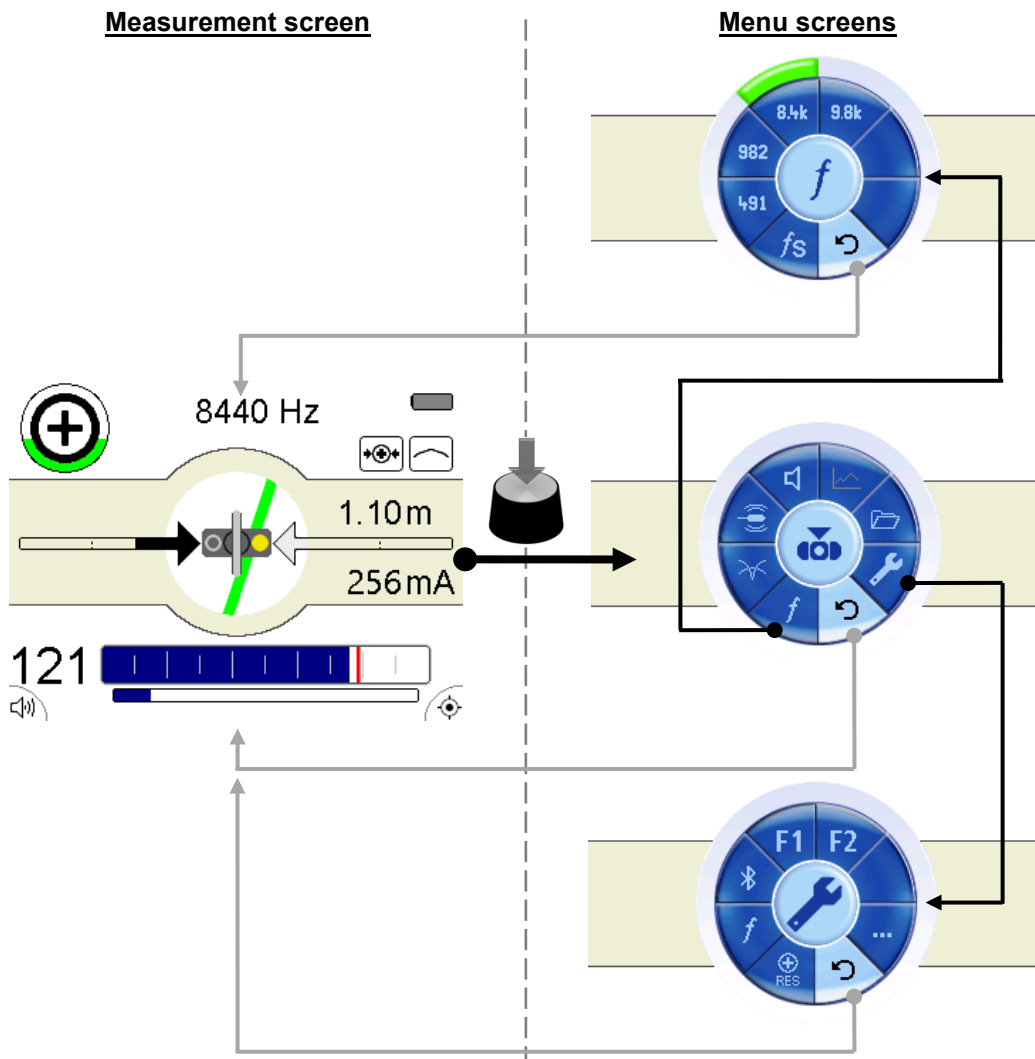 Measurement screen
Menu screens
8.4k 9.8k
982
f
491
fs
8440 Hz
1.10m
256mA
f
121
F1 F2
f
...
RES